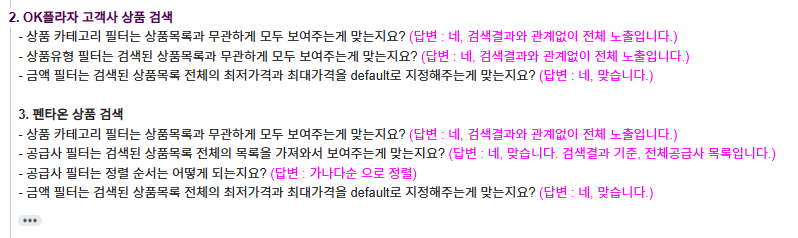 2. OK플라자 고객사 상품 검색
- 상품 카테고리 필터는 상품목록과 무관하게 모두 보여주는게 맞는지요? (답변 : 네, 검색결과와 관계없이 전체 노출입니다.)
- 상품유형 필터는 검색된 상품목록과 무관하게 모두 보여주는게 맞는지요? (답변 : 네, 검색결과와 관계없이 전체 노출입니다.)
- 금액 필터는 검색된 상품목록 전체의 최저가격과 최대가격을 default로 지정해주는게 맞는지요? (답변 : 네, 맞습니다.)
3. 펜타온 상품 검색
- 상품 카테고리 필터는 상품목록과 무관하게 모두 보여주는게 맞는지요? (답변 : 네, 검색결과와 관계없이 전체 노출입니다.)
- 공급사 필터는 검색된 상품목록 전체의 목록을 가져와서 보여주는게 맞는지요? (답변 : 네, 맞습니다. 검색결과 기준, 전체공급사 목록입니다.)
- 공급사 필터는 정렬 순서는 어떻게 되는지요? (답변 : 가나다순 으로 정렬)
- 금액 필터는 검색된 상품목록 전체의 최저가격과 최대가격을 default로 지정해주는게 맞는지요? (답변 : 네, 맞습니다.)